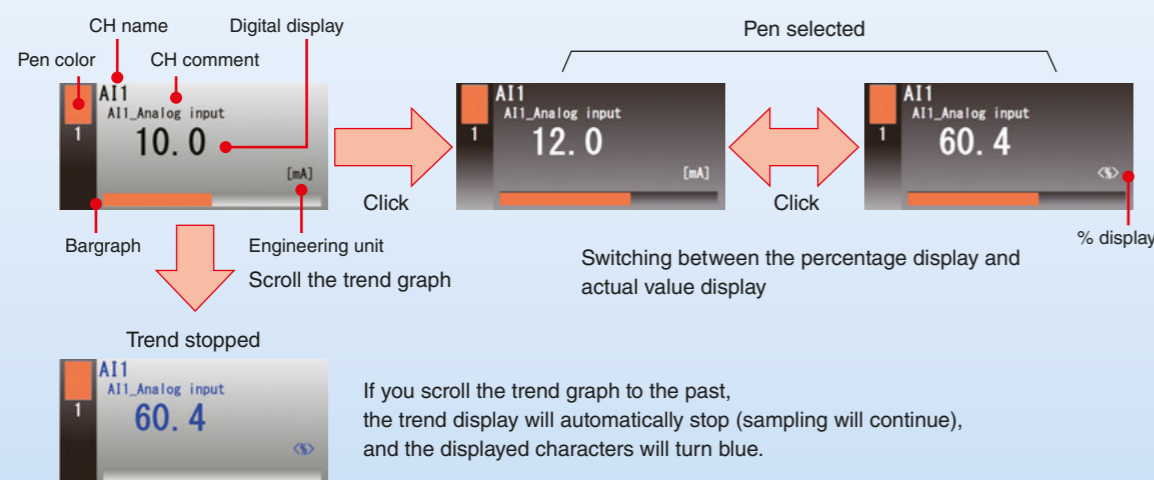 CH name
Digital display
Pen color
CH comment
AI1
AI1_Analog input
1
10.0
[mA]
Bargraph
Engineering unit
Click
Pen selected
AI1
AI1_Analog input
1
12.0
[mA]
Click
AI1
AI1_Analog input
1
60.4
<%>
% display
Switching between the percentage display and
actual value display
Scroll the trend graph
Trend stopped
AI1
AI1_Analog input
1
60.4
<%>
If you scroll the trend graph to the past,
the trend display will automatically stop (sampling will continue),
and the displayed characters will turn blue.